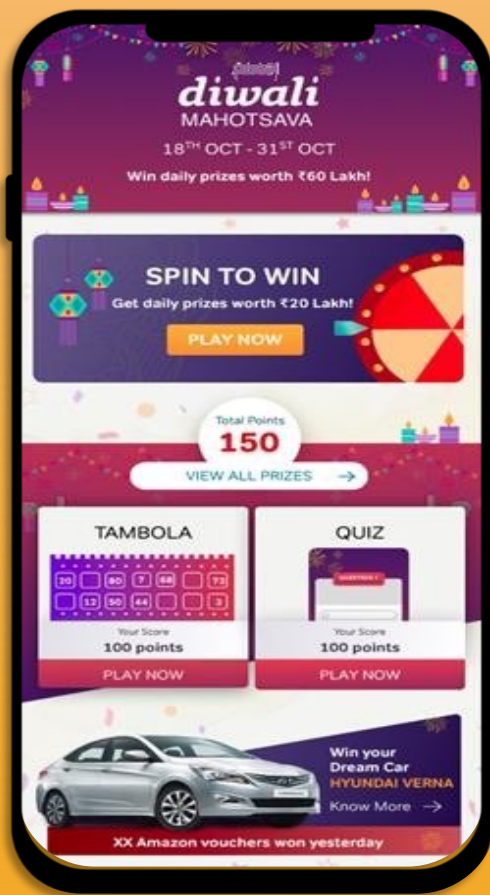 diwali
MAHOTSAVA
18TH OCT - 31ST OCT
Win daily prizes worth ₹60 Lakh!
SPIN TO WIN
Get daily prizes worth ₹20 Lakh!
PLAY NOW
Total Points
150
VIEW ALL PRIZES →
TAMBOLA
20 80 7 68 73
12 50 44 3
Your Score
100 points
PLAY NOW
QUIZ
QUESTION 1
Your Score
100 points
PLAY NOW
Win your
Dream Car
HYUNDAI VERNA
Know More →
XX Amazon vouchers won yesterday